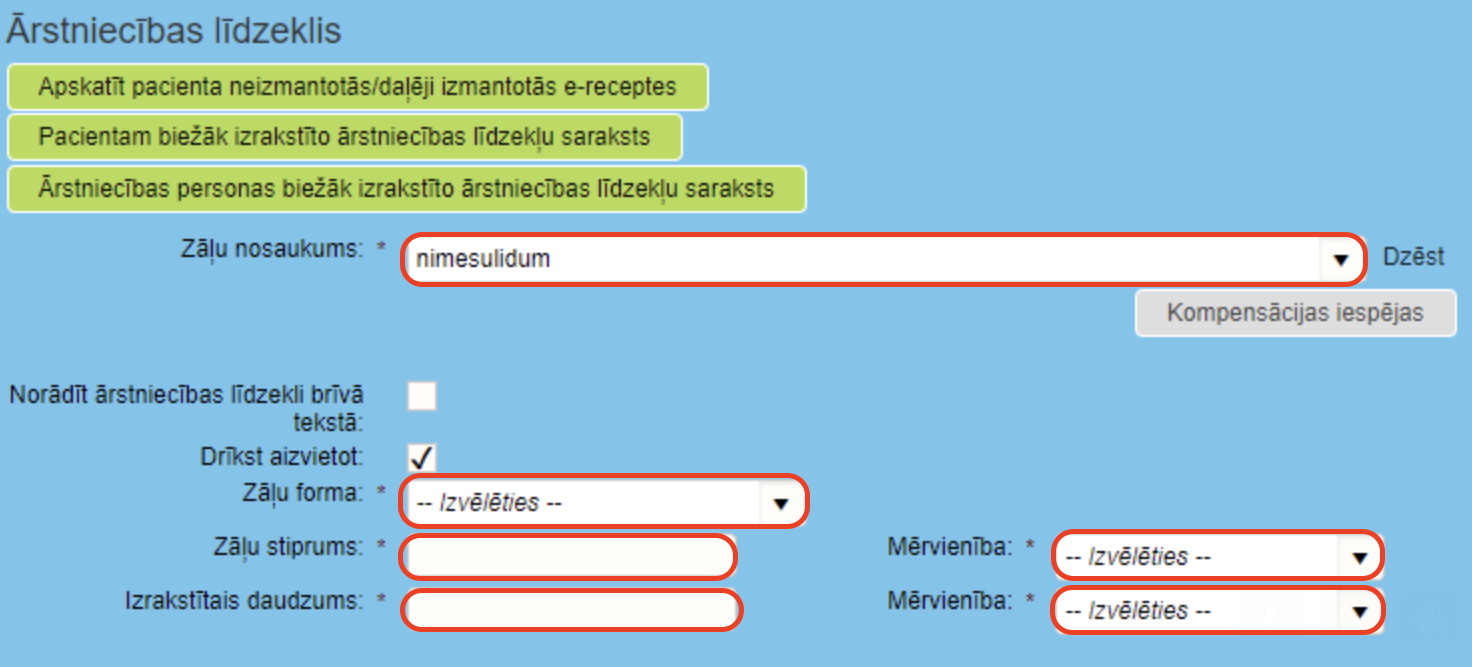 Ārstniecības līdzeklis
Apskatīt pacienta neizmantotās/daļēji izmantotās e-receptes
Pacientam biežāk izrakstīto ārstniecības līdzekļu saraksts
Ārstniecības personas biežāk izrakstīto ārstniecības līdzekļu saraksts
Zāļu nosaukums: * nimesulidum Dzēst
Kompensācijas iespējas
Norādīt ārstniecības līdzekli brīvā
tekstā:
Drīkst aizvietot:
Zāļu forma: * -- Izvēlēties --
Zāļu stiprums: * Mērvienība: * -- Izvēlēties --
Izrakstītais daudzums: * Mērvienība: * -- Izvēlēties --